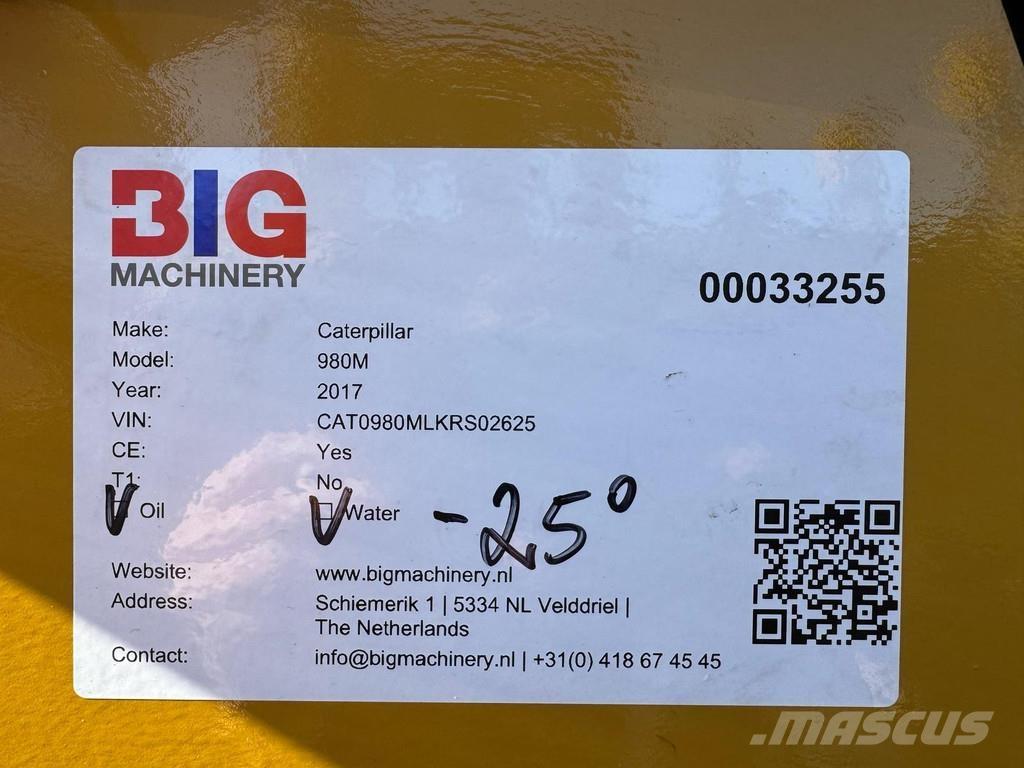 BIG
MACHINERY
00033255
Make: Caterpillar
Model: 980M
Year: 2017
VIN: CAT0980MLKRS02625
CE: Yes
T1: No
V Oil V Water -25°
Website: www.bigmachinery.nl
Address: Schiemerik 1 | 5334 NL Velddriel |
The Netherlands
Contact: info@bigmachinery.nl | +31(0) 418 67 45 45
.MASCUS